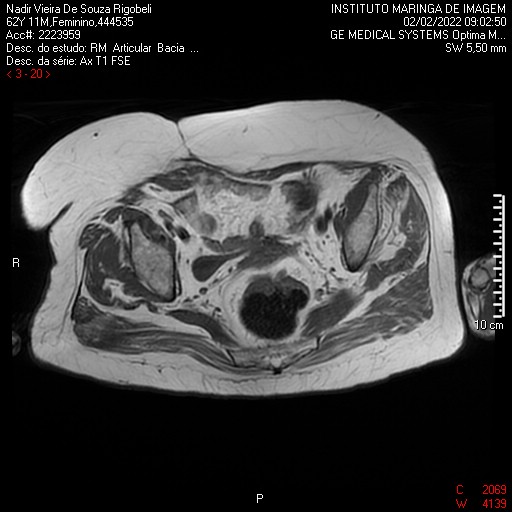 Nadir Vieira De Souza Rigobeli
62Y 11M,Feminino,444535
Acc#: 2223959
Desc. do estudo: RM Articular Bacia ...
Desc. da série: Ax T1 FSE
< 3 - 20 >
INSTITUTO MARINGA DE IMAGEM
02/02/2022 09:02:50
GE MEDICAL SYSTEMS Optima M...
SW 5,50 mm
R
10 cm
P
C 2069
W 4139